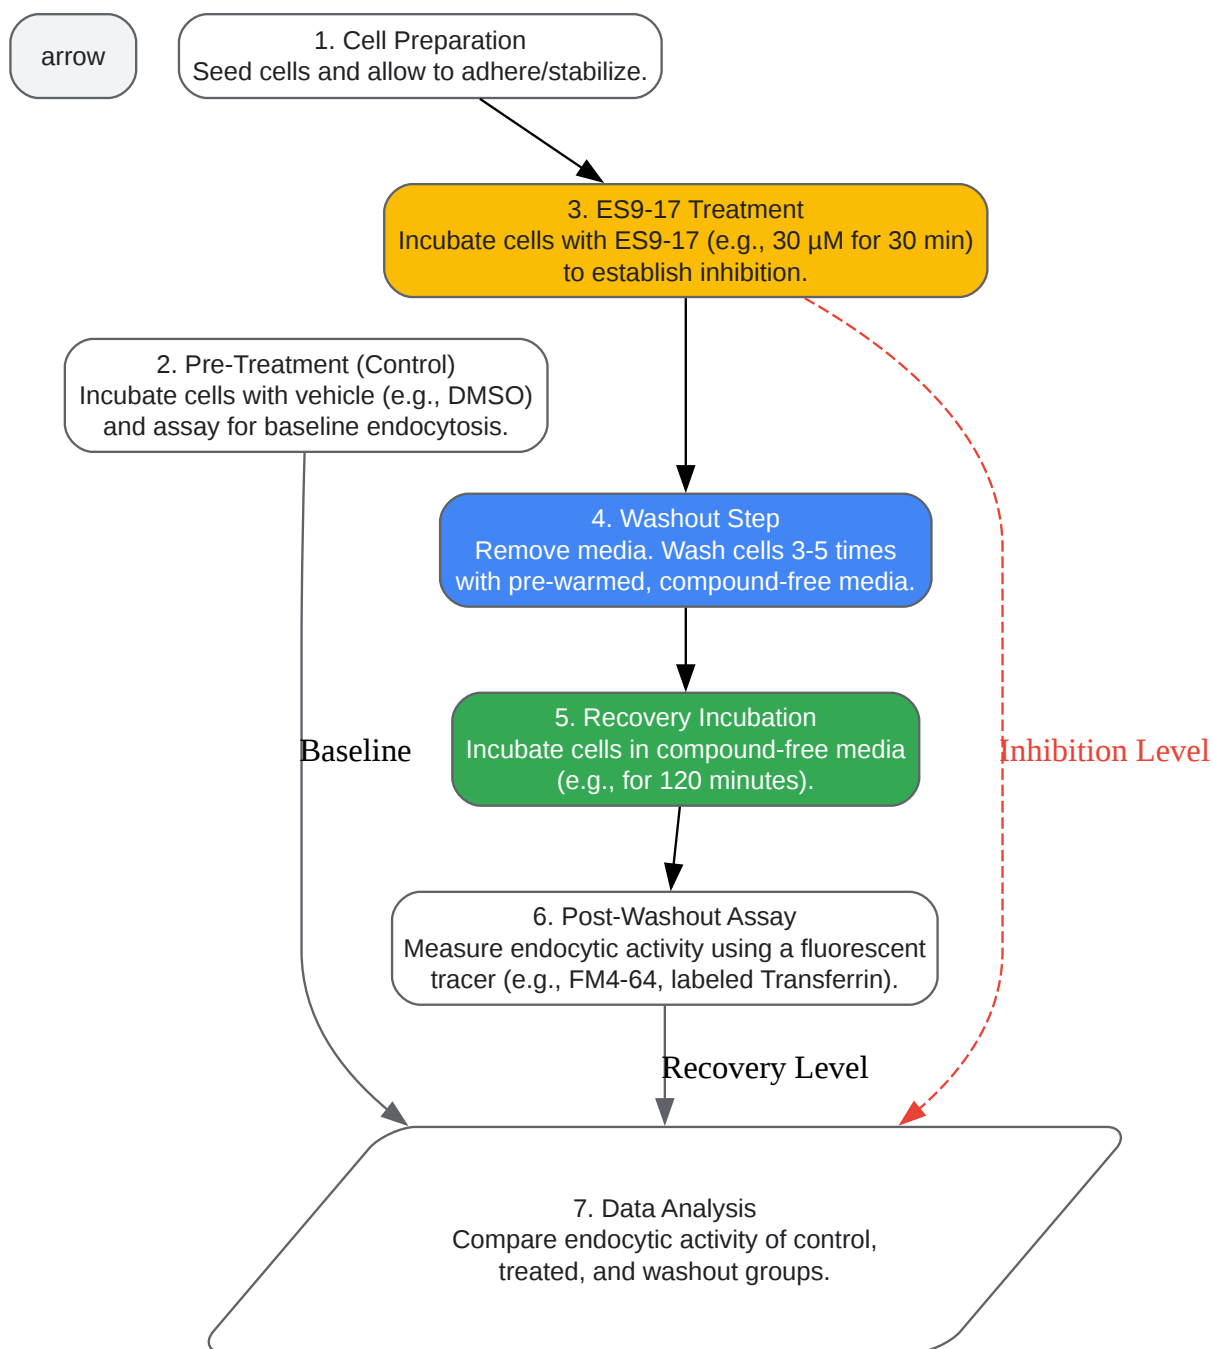 arrow
1. Cell Preparation
Seed cells and allow to adhere/stabilize.
3. ES9-17 Treatment
Incubate cells with ES9-17 (e.g., 30 µM for 30 min)
to establish inhibition.
2. Pre-Treatment (Control)
Incubate cells with vehicle (e.g., DMSO)
and assay for baseline endocytosis.
4. Washout Step
Remove media. Wash cells 3-5 times
with pre-warmed, compound-free media.
5. Recovery Incubation
Incubate cells in compound-free media
(e.g., for 120 minutes).
Baseline
Inhibition Level
6. Post-Washout Assay
Measure endocytic activity using a fluorescent
tracer (e.g., FM4-64, labeled Transferrin).
Recovery Level
7. Data Analysis
Compare endocytic activity of control,
treated, and washout groups.